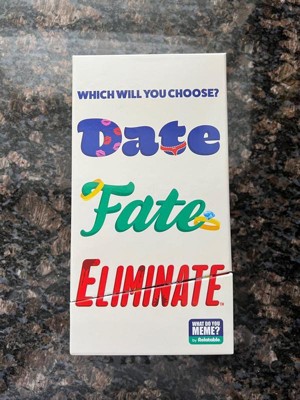 WHICH WILL YOU CHOOSE?
Date
Fate
ELIMINATE
WHAT DO YOU
MEME?
by Relatable